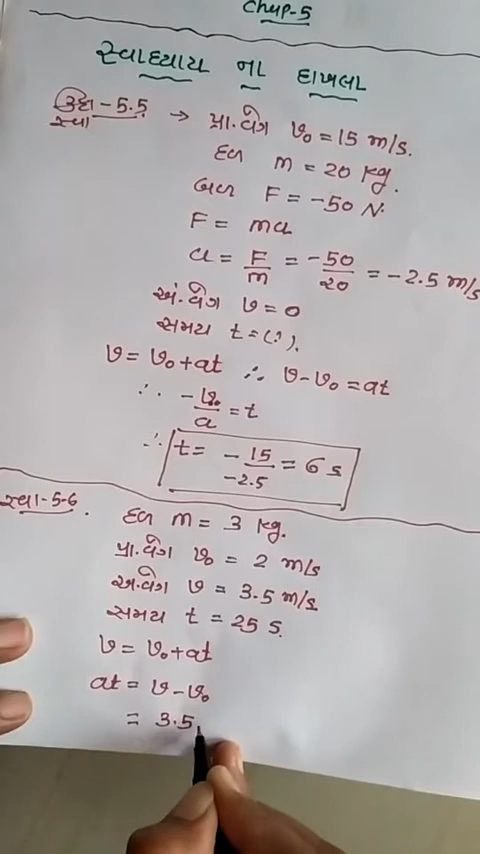 Chap-5
સ્વાધ્યાય ના દાખલા
ઉદા-5.5 → પ્રા.વેગ v₀ = 15 m/s.
સ્વા
દળ m = 20 kg.
બળ F = -50 N.
F = ma
a = F/m = -50/20 = -2.5 m/s
અં.વેગ v = 0
સમય t = (?).
v = v₀ + at ∴ v - v₀ = at
∴ -v₀/a = t
∴ t = -15/-2.5 = 6 s
સ્વા-5-6. દળ m = 3 kg.
પ્રા.વેગ v₀ = 2 m/s
અ.વેગ v = 3.5 m/s
સમય t = 25 s.
v = v₀ + at
at = v - v₀
= 3.5